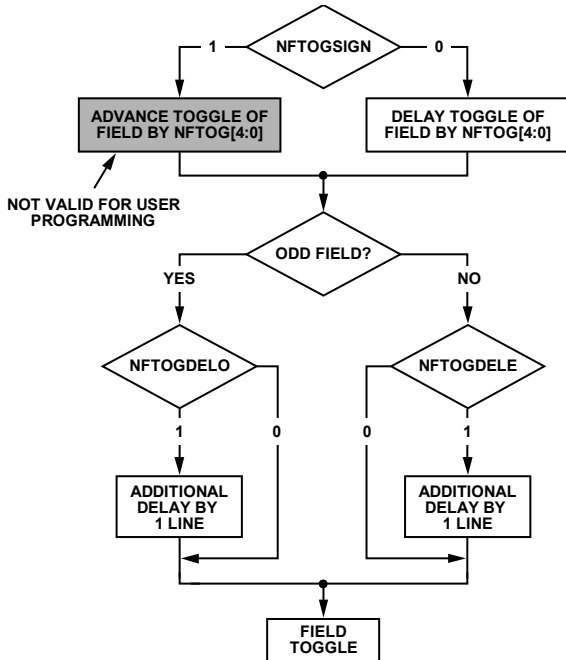 1
NFTOGSIGN
0
ADVANCE TOGGLE OF
FIELD BY NFTOG[4:0]
DELAY TOGGLE OF
FIELD BY NFTOG[4:0]
NOT VALID FOR USER
PROGRAMMING
ODD FIELD?
YES
NO
NFTOGDELO
NFTOGDELE
1
0
0
1
ADDITIONAL
DELAY BY
1 LINE
ADDITIONAL
DELAY BY
1 LINE
FIELD
TOGGLE